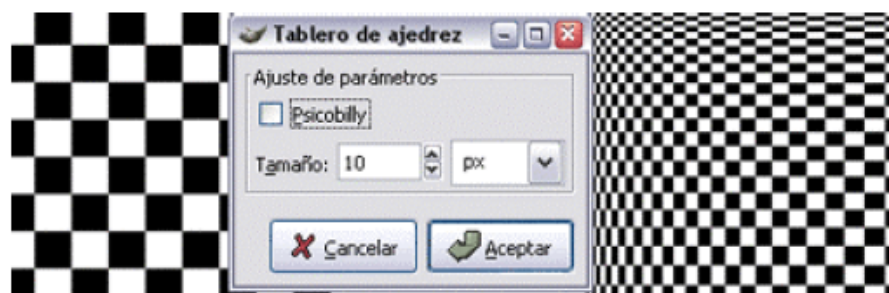 Tablero de ajedrez
Ajuste de parámetros
Psicobilly
Tamaño: 10 px
Cancelar Aceptar